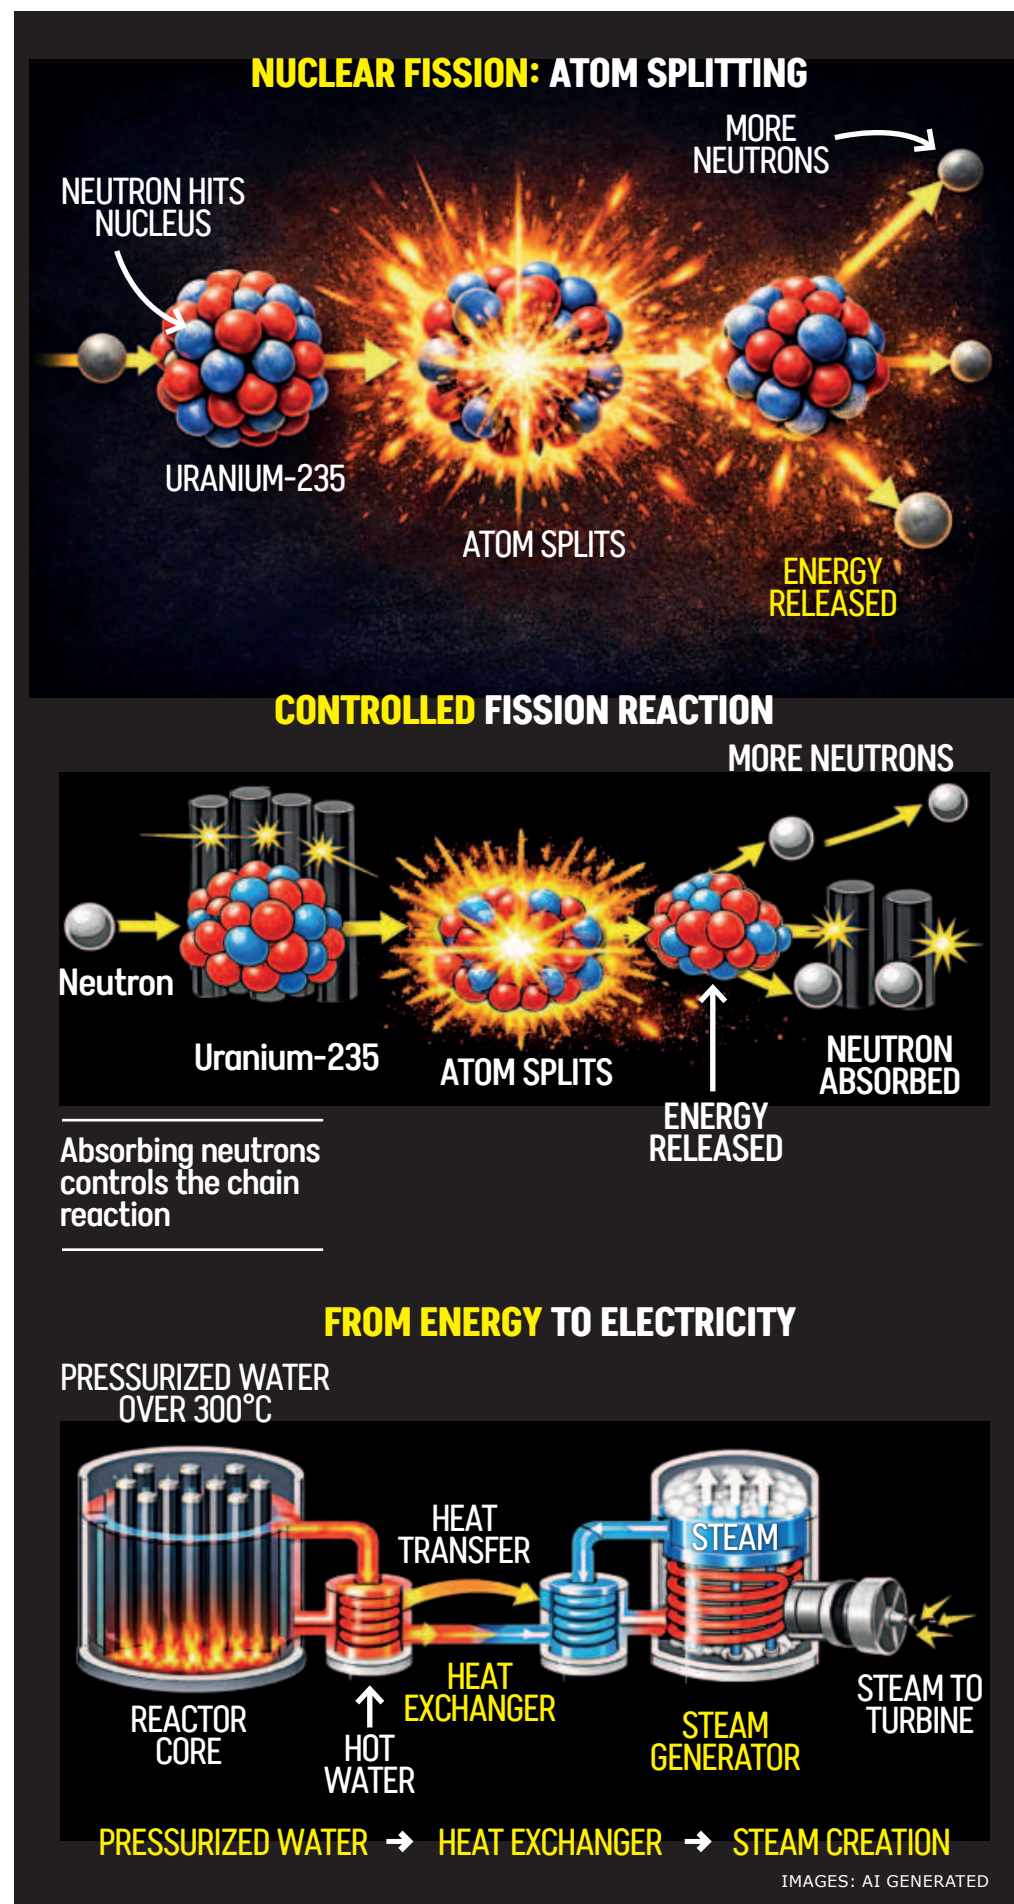 NUCLEAR FISSION: ATOM SPLITTING
MORE
NEUTRONS
NEUTRON HITS
NUCLEUS
URANIUM-235
ATOM SPLITS
ENERGY
RELEASED
CONTROLLED FISSION REACTION
MORE NEUTRONS
Neutron
Uranium-235
ATOM SPLITS
NEUTRON
ABSORBED
ENERGY
RELEASED
Absorbing neutrons
controls the chain
reaction
FROM ENERGY TO ELECTRICITY
PRESSURIZED WATER
OVER 300°C
HEAT
TRANSFER
STEAM
REACTOR
CORE
HOT
WATER
HEAT
EXCHANGER
STEAM
GENERATOR
STEAM TO
TURBINE
PRESSURIZED WATER → HEAT EXCHANGER → STEAM CREATION
IMAGES: AI GENERATED